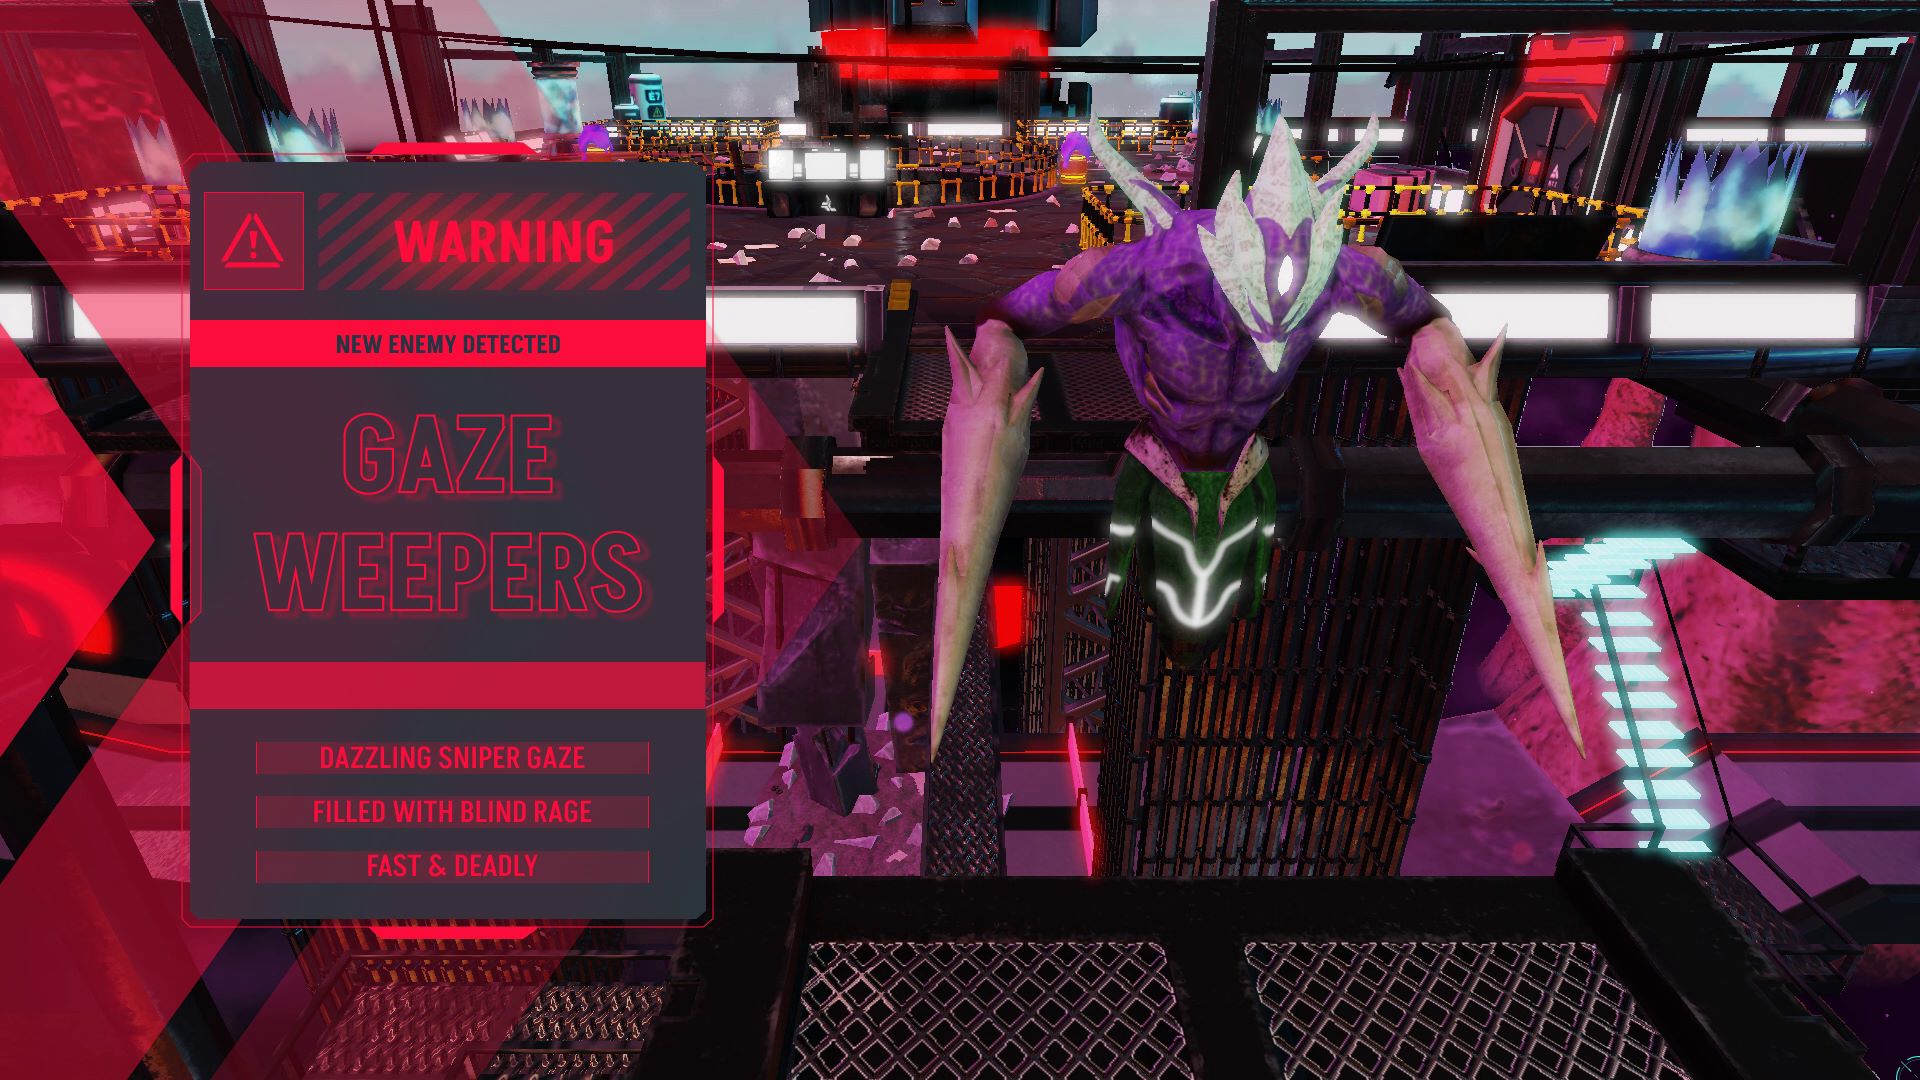 WARNING
NEW ENEMY DETECTED
GAZE
WEEPERS
DAZZLING SNIPER GAZE
FILLED WITH BLIND RAGE
FAST & DEADLY